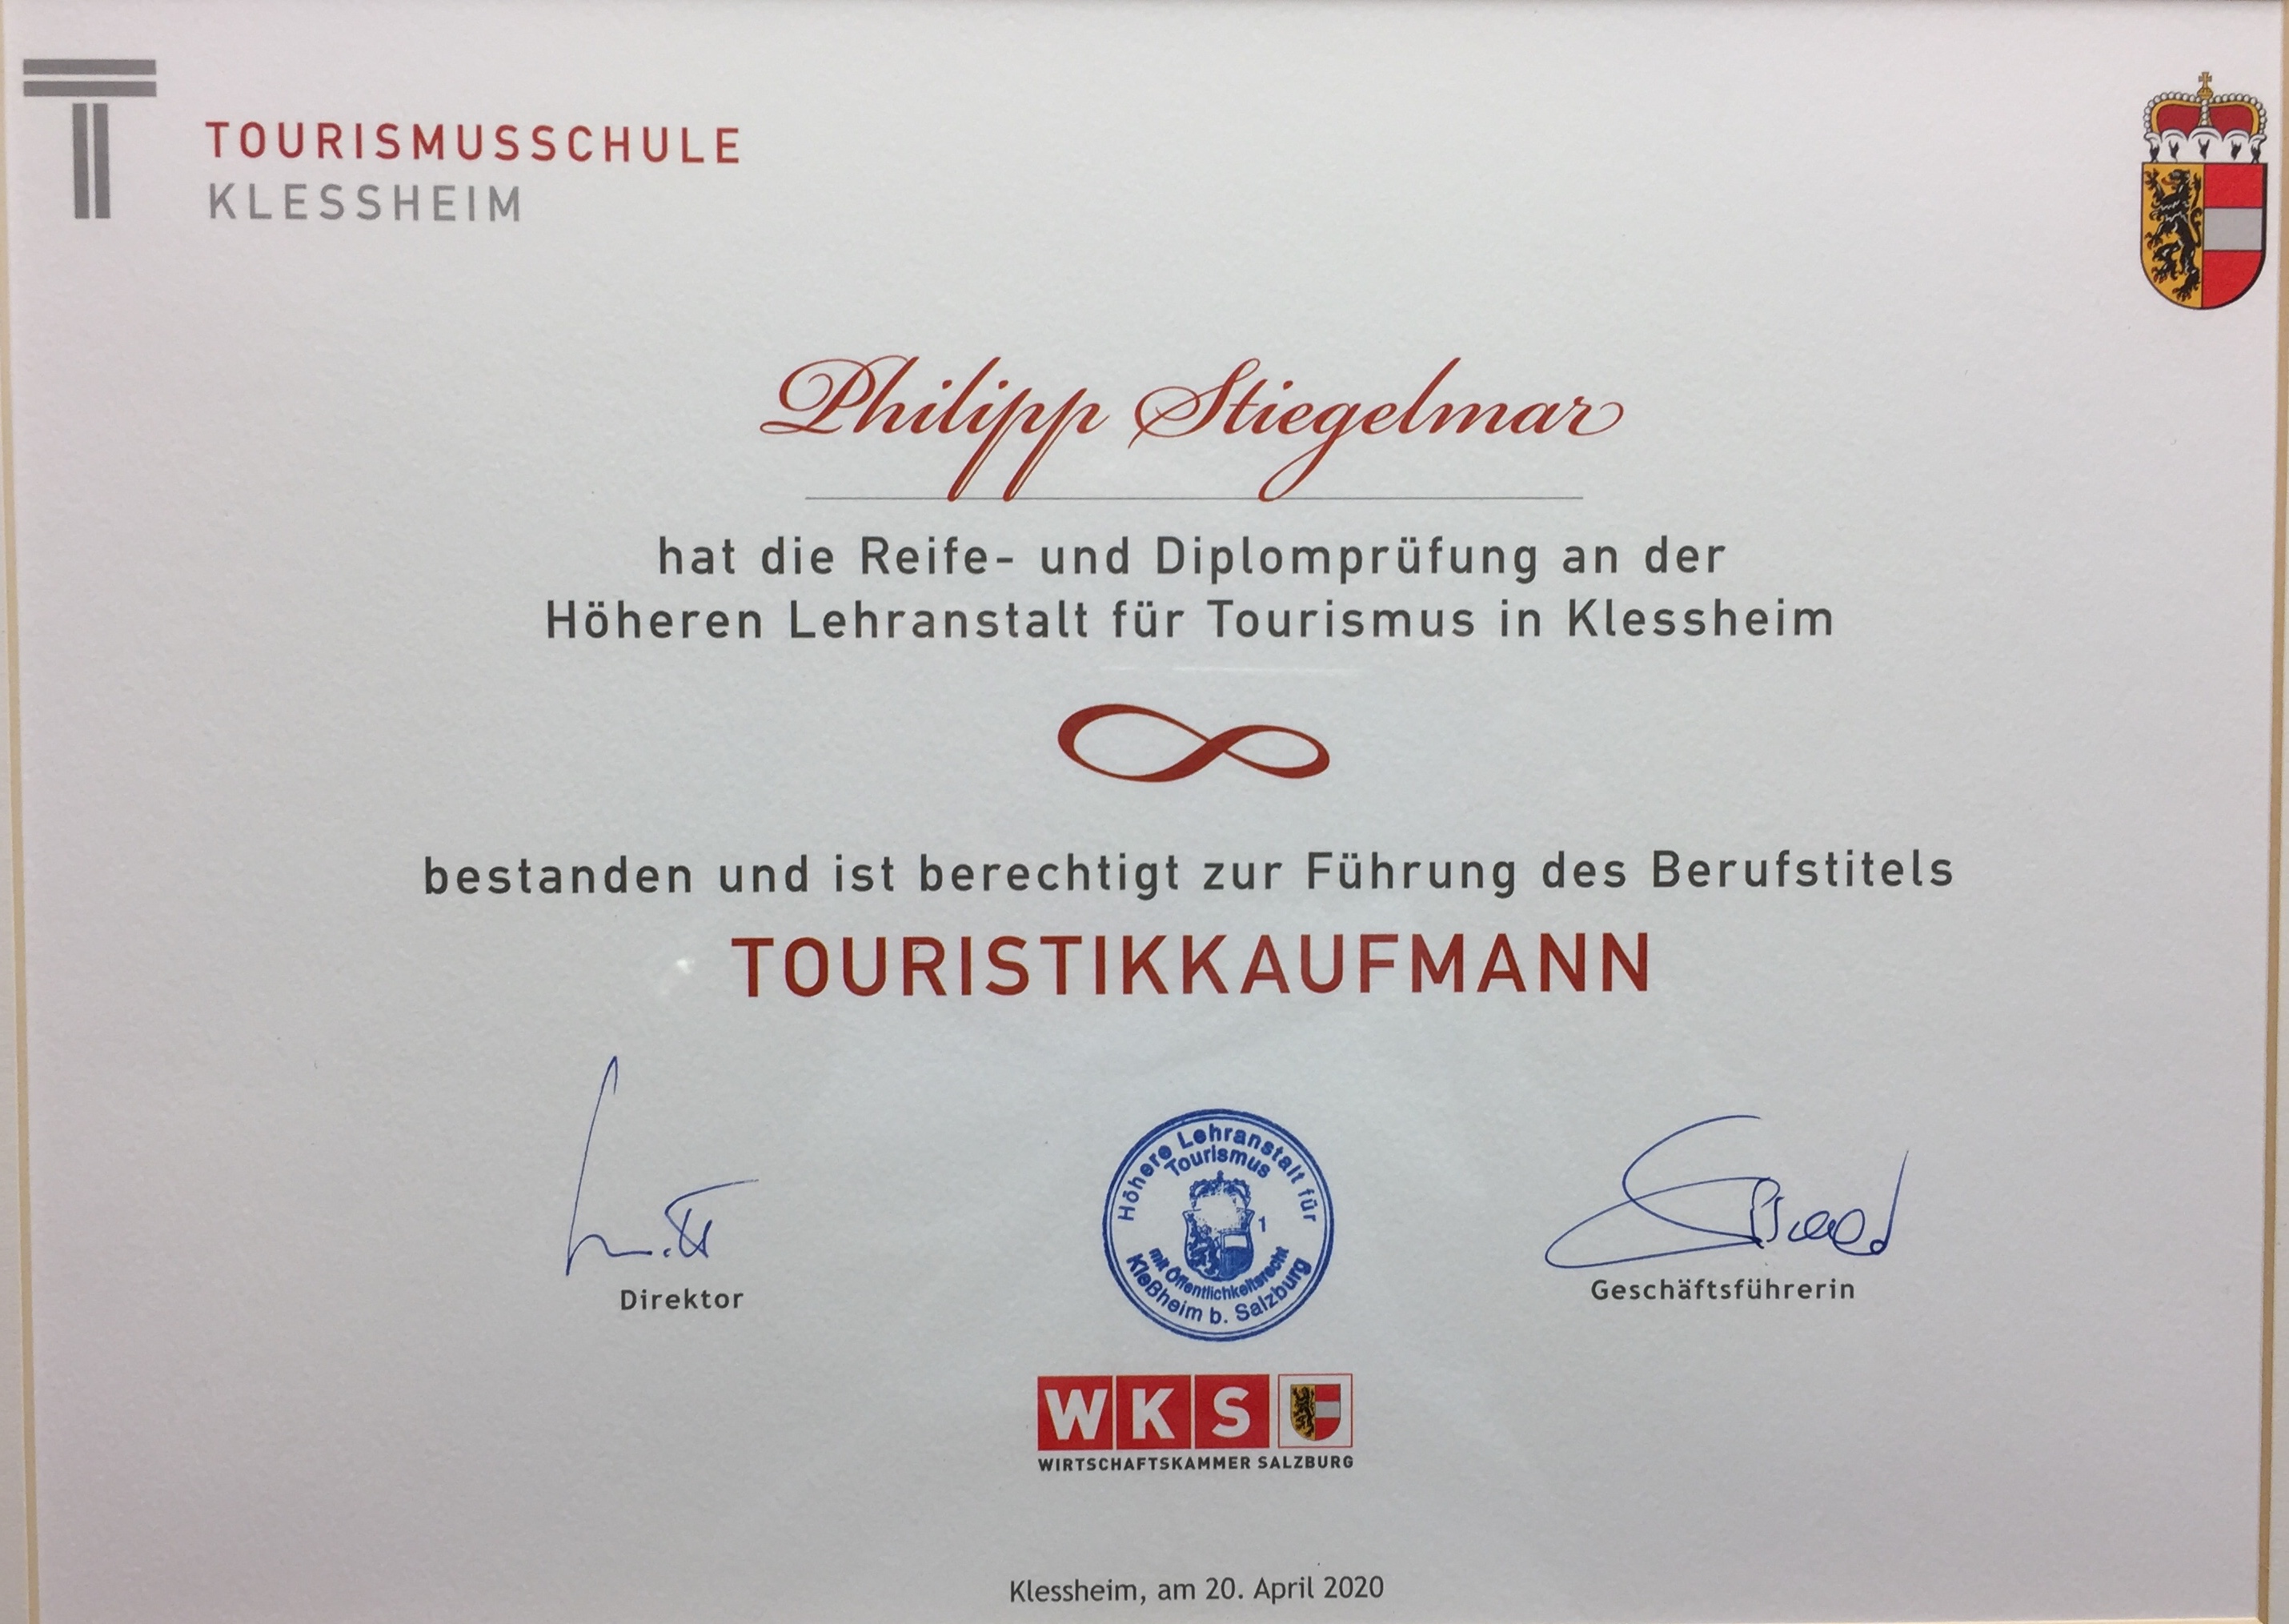 TOURISMUSSCHULE
KLESSHEIM
Philipp Stiegelmar
hat die Reife- und Diplomprüfung an der
Höheren Lehranstalt für Tourismus in Klessheim
bestanden und ist berechtigt zur Führung des Berufstitels
TOURISTIKKAUFMANN
Direktor
Höhere Lehranstalt für
Tourismus
1
mit Öffentlichkeitsrecht
Kleßheim b. Salzburg
Geschäftsführerin
WKS
WIRTSCHAFTSKAMMER SALZBURG
Klessheim, am 20. April 2020